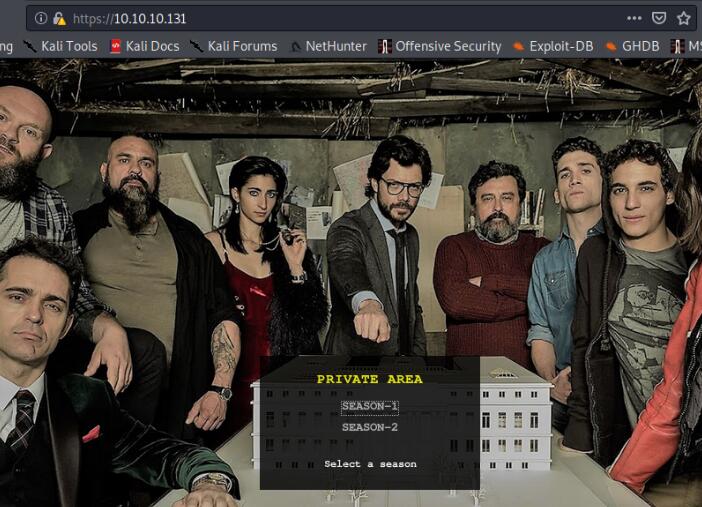 https://10.10.10.131
ng Kali Tools Kali Docs Kali Forums NetHunter Offensive Security Exploit-DB GHDB MS
PRIVATE AREA
SEASON-1
SEASON-2
Select a season